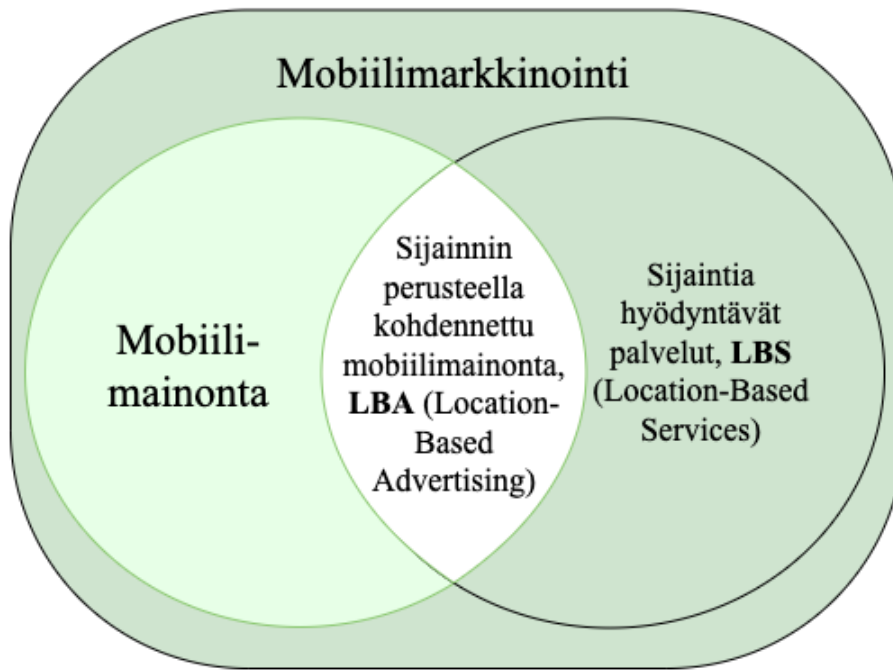 Mobiilimarkkinointi
Mobiili-
mainonta
Sijainnin
perusteella
kohdennettu
mobiilimainonta,
LBA (Location-
Based
Advertising)
Sijaintia
hyödyntävät
palvelut, LBS
(Location-Based
Services)